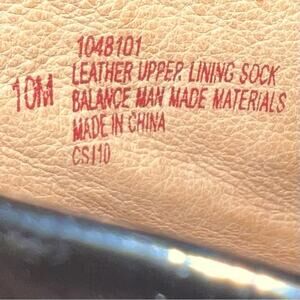 1048101
10M
LEATHER UPPER LINING SOCK
BALANCE MAN MADE MATERIALS
MADE IN CHINA
CS110